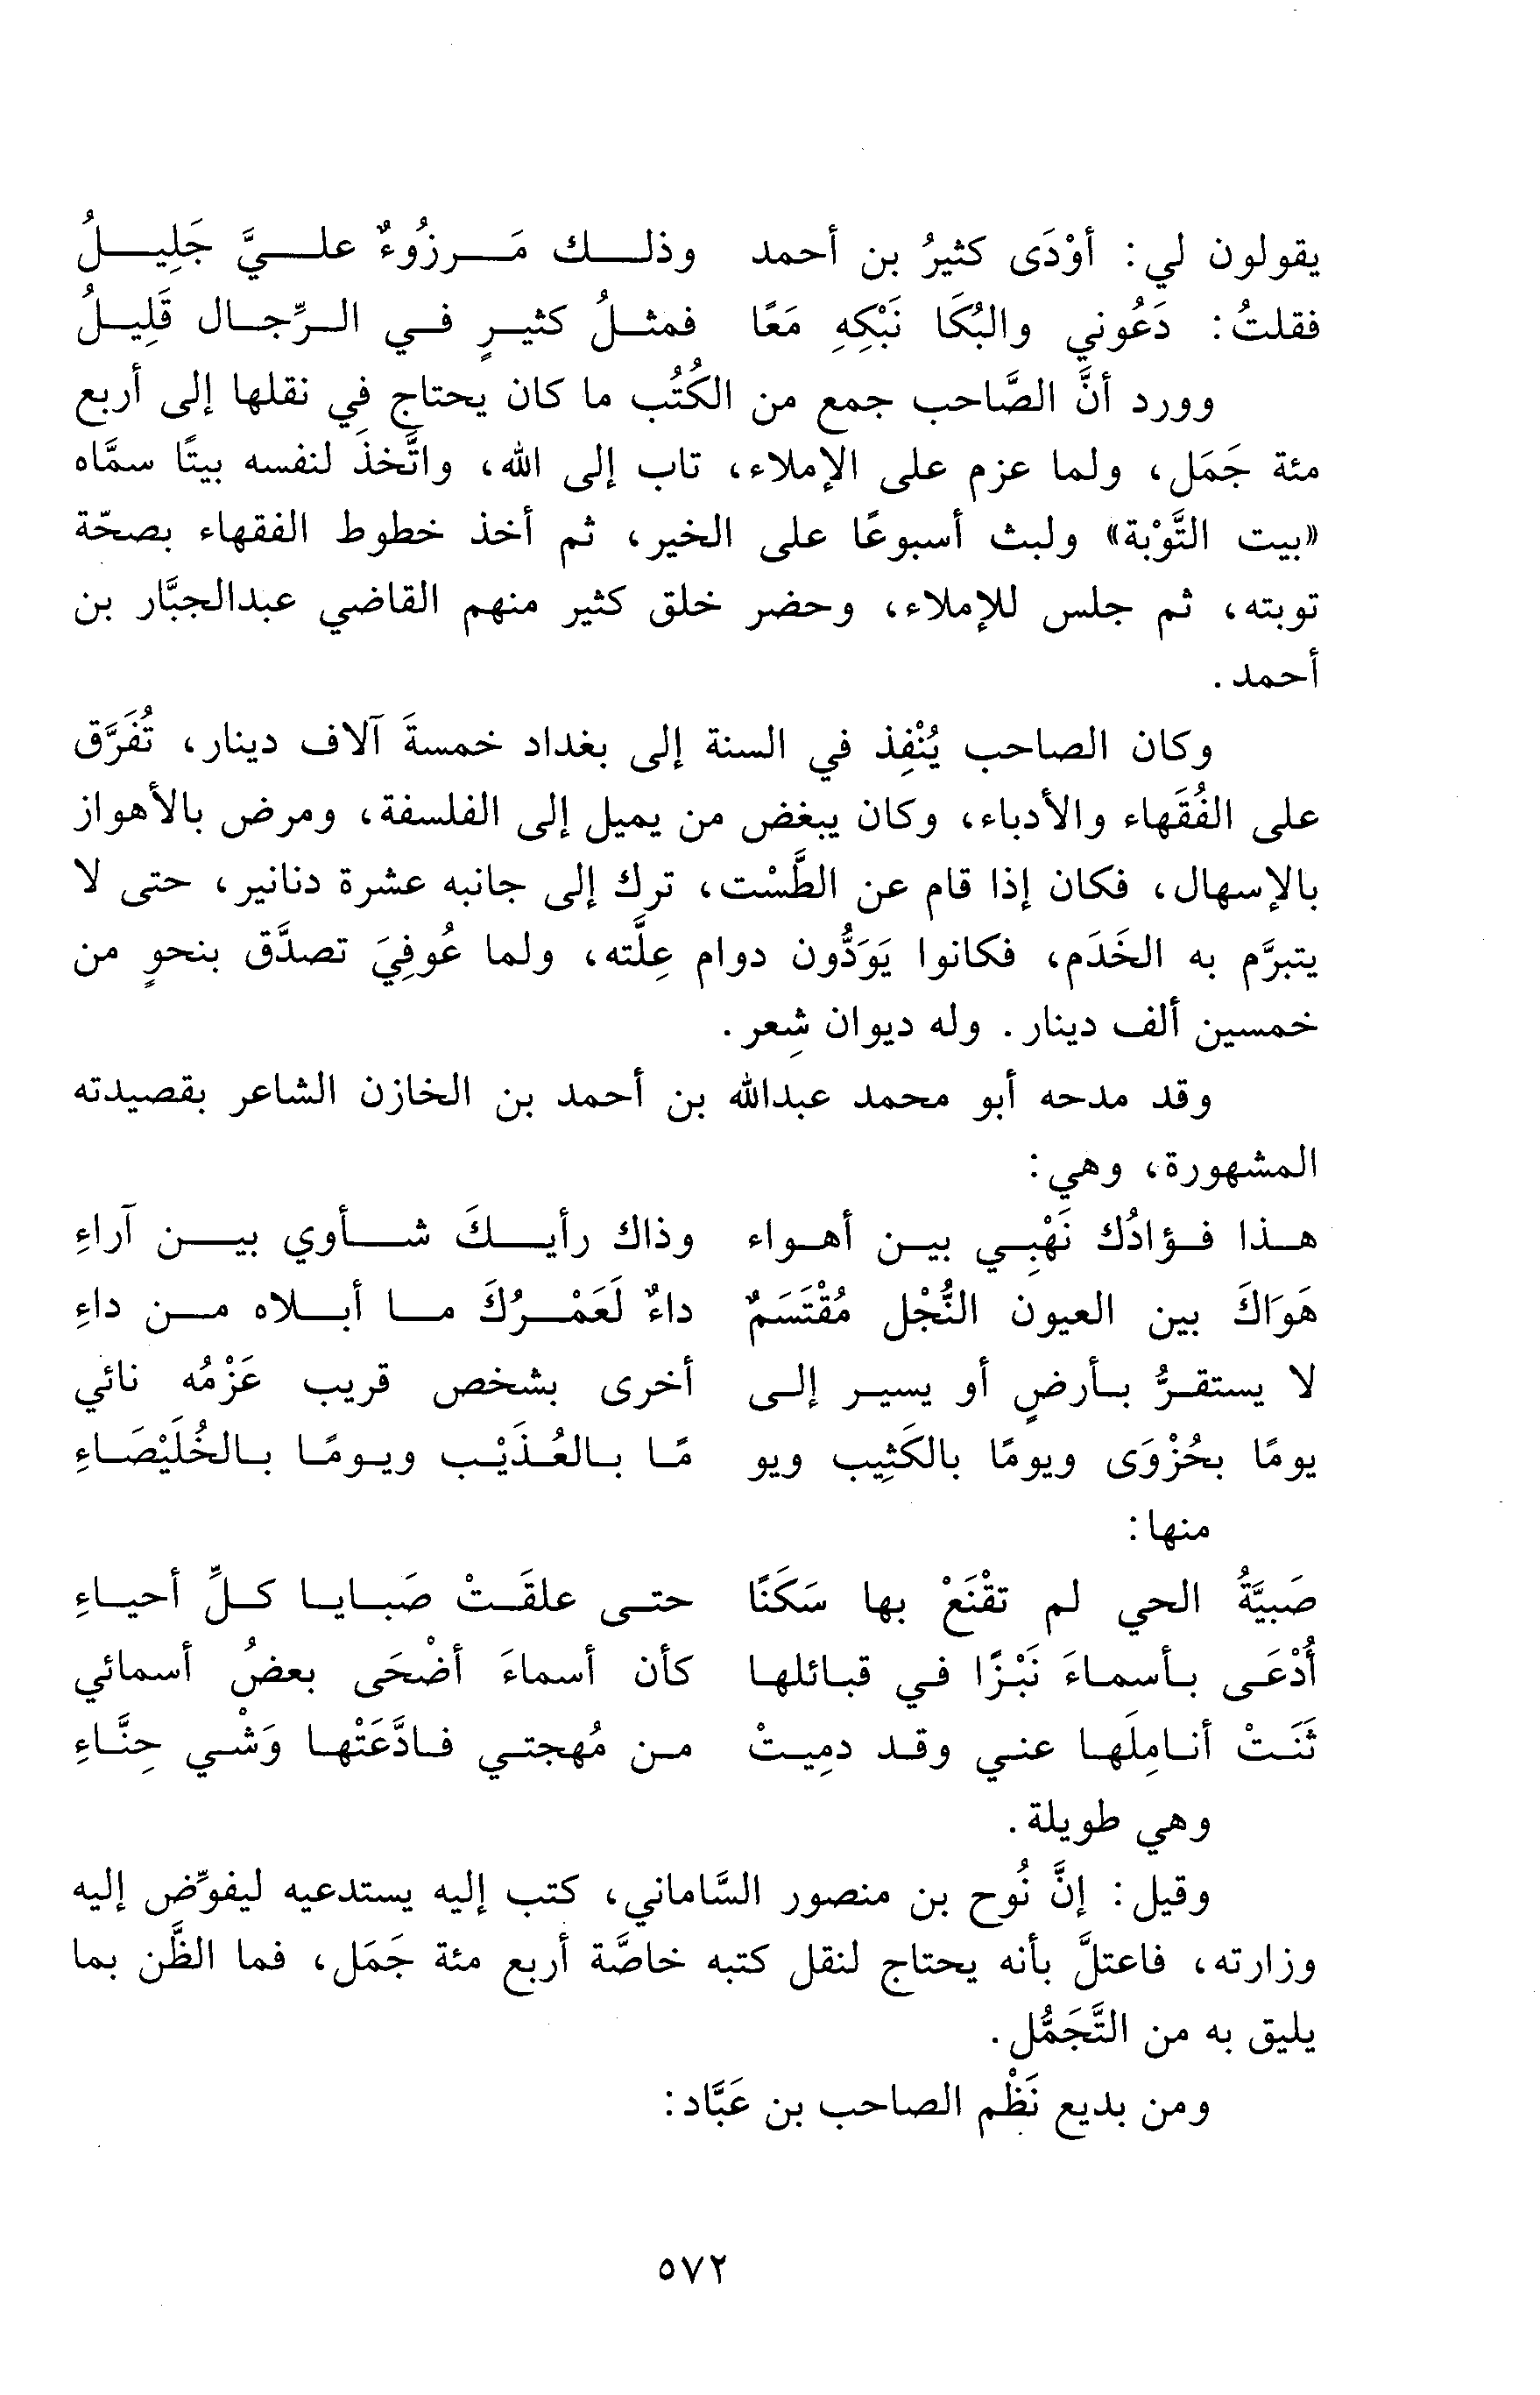 يقولون لي: أوْدَى كثيرُ بن أحمد وذلك مَرزُوءٌ عليَّ جَلِيلُ
فقلتُ: دَعُوني والبُكَا نَبْكِهِ مَعًا فمثلُ كثيرٍ في الرِّجال قَلِيلُ
وورد أنَّ الصَّاحب جمع من الكُتُب ما كان يحتاج في نقلها إلى أربع
مئة جَمَل، ولما عزم على الإملاء، تاب إلى الله، واتَّخذَ لنفسه بيتًا سمَّاه
«بيت التَّوْبة» ولبث أسبوعًا على الخير، ثم أخذ خطوط الفقهاء بصحّة
توبته، ثم جلس للإملاء، وحضر خلق كثير منهم القاضي عبدالجبَّار بن
أحمد.
وكان الصاحب يُنْفِذ في السنة إلى بغداد خمسةَ آلاف دينار، تُفَرَّق
على الفُقَهاء والأدباء، وكان يبغض من يميل إلى الفلسفة، ومرض بالأهواز
بالإسهال، فكان إذا قام عن الطَّسْت، ترك إلى جانبه عشرة دنانير، حتى لا
يتبرَّم به الخَدَم، فكانوا يَوَدُّون دوام عِلَّته، ولما عُوفِيَ تصدَّق بنحوٍ من
خمسين ألف دينار. وله ديوان شِعر.
وقد مدحه أبو محمد عبدالله بن أحمد بن الخازن الشاعر بقصيدته
المشهورة، وهي:
هذا فؤادُك نَهْبِي بين أهواء وذاك رأيكَ شأوي بين آراءِ
هَوَاكَ بين العيون النُّجْل مُقْتَسَمٌ داءٌ لَعَمْرُكَ ما أبلاه من داءِ
لا يستقرُّ بأرضٍ أو يسير إلى أخرى بشخص قريب عَزْمُه نائي
يومًا بحُزْوَى ويومًا بالكَثِيب ويو مًا بالعُذَيْب ويومًا بالخُلَيْصَاءِ
منها:
صَبيَّةُ الحي لم تقْنَعْ بها سَكَنًا حتى علقَتْ صَبايا كلِّ أحياءِ
أُدْعَى بأسماءَ نَبْزًا في قبائلها كأن أسماءَ أضْحَى بعضُ أسمائي
ثَنَتْ أنامِلَها عني وقد دمِيتْ من مُهجتي فادَّعَتْها وَشْي حِنَّاءِ
وهي طويلة.
وقيل: إنَّ نُوح بن منصور السَّاماني، كتب إليه يستدعيه ليفوِّض إليه
وزارته، فاعتلَّ بأنه يحتاج لنقل كتبه خاصَّة أربع مئة جَمَل، فما الظَّن بما
يليق به من التَّجَمُّل.
ومن بديع نَظْم الصاحب بن عَبَّاد:
٥٧٢